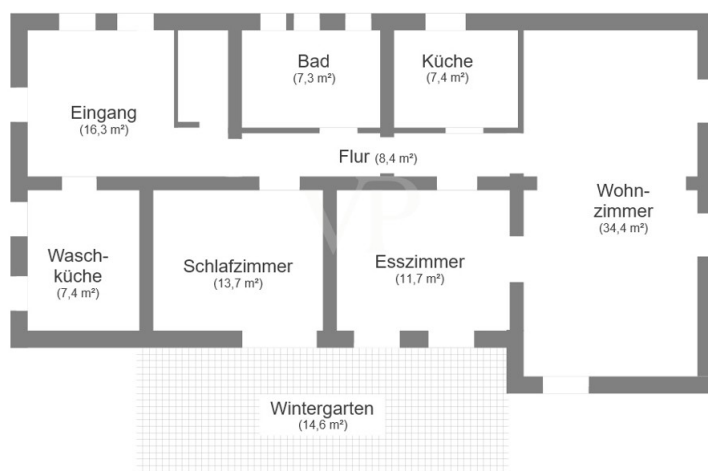 Bad
(7,3 m²)
Küche
(7,4 m²)
Eingang
(16,3 m²)
Flur (8,4 m²)
Wohn-
zimmer
(34,4 m²)
Wasch-
küche
(7,4 m²)
Schlafzimmer
(13,7 m²)
Esszimmer
(11,7 m²)
VP
Wintergarten
(14,6 m²)